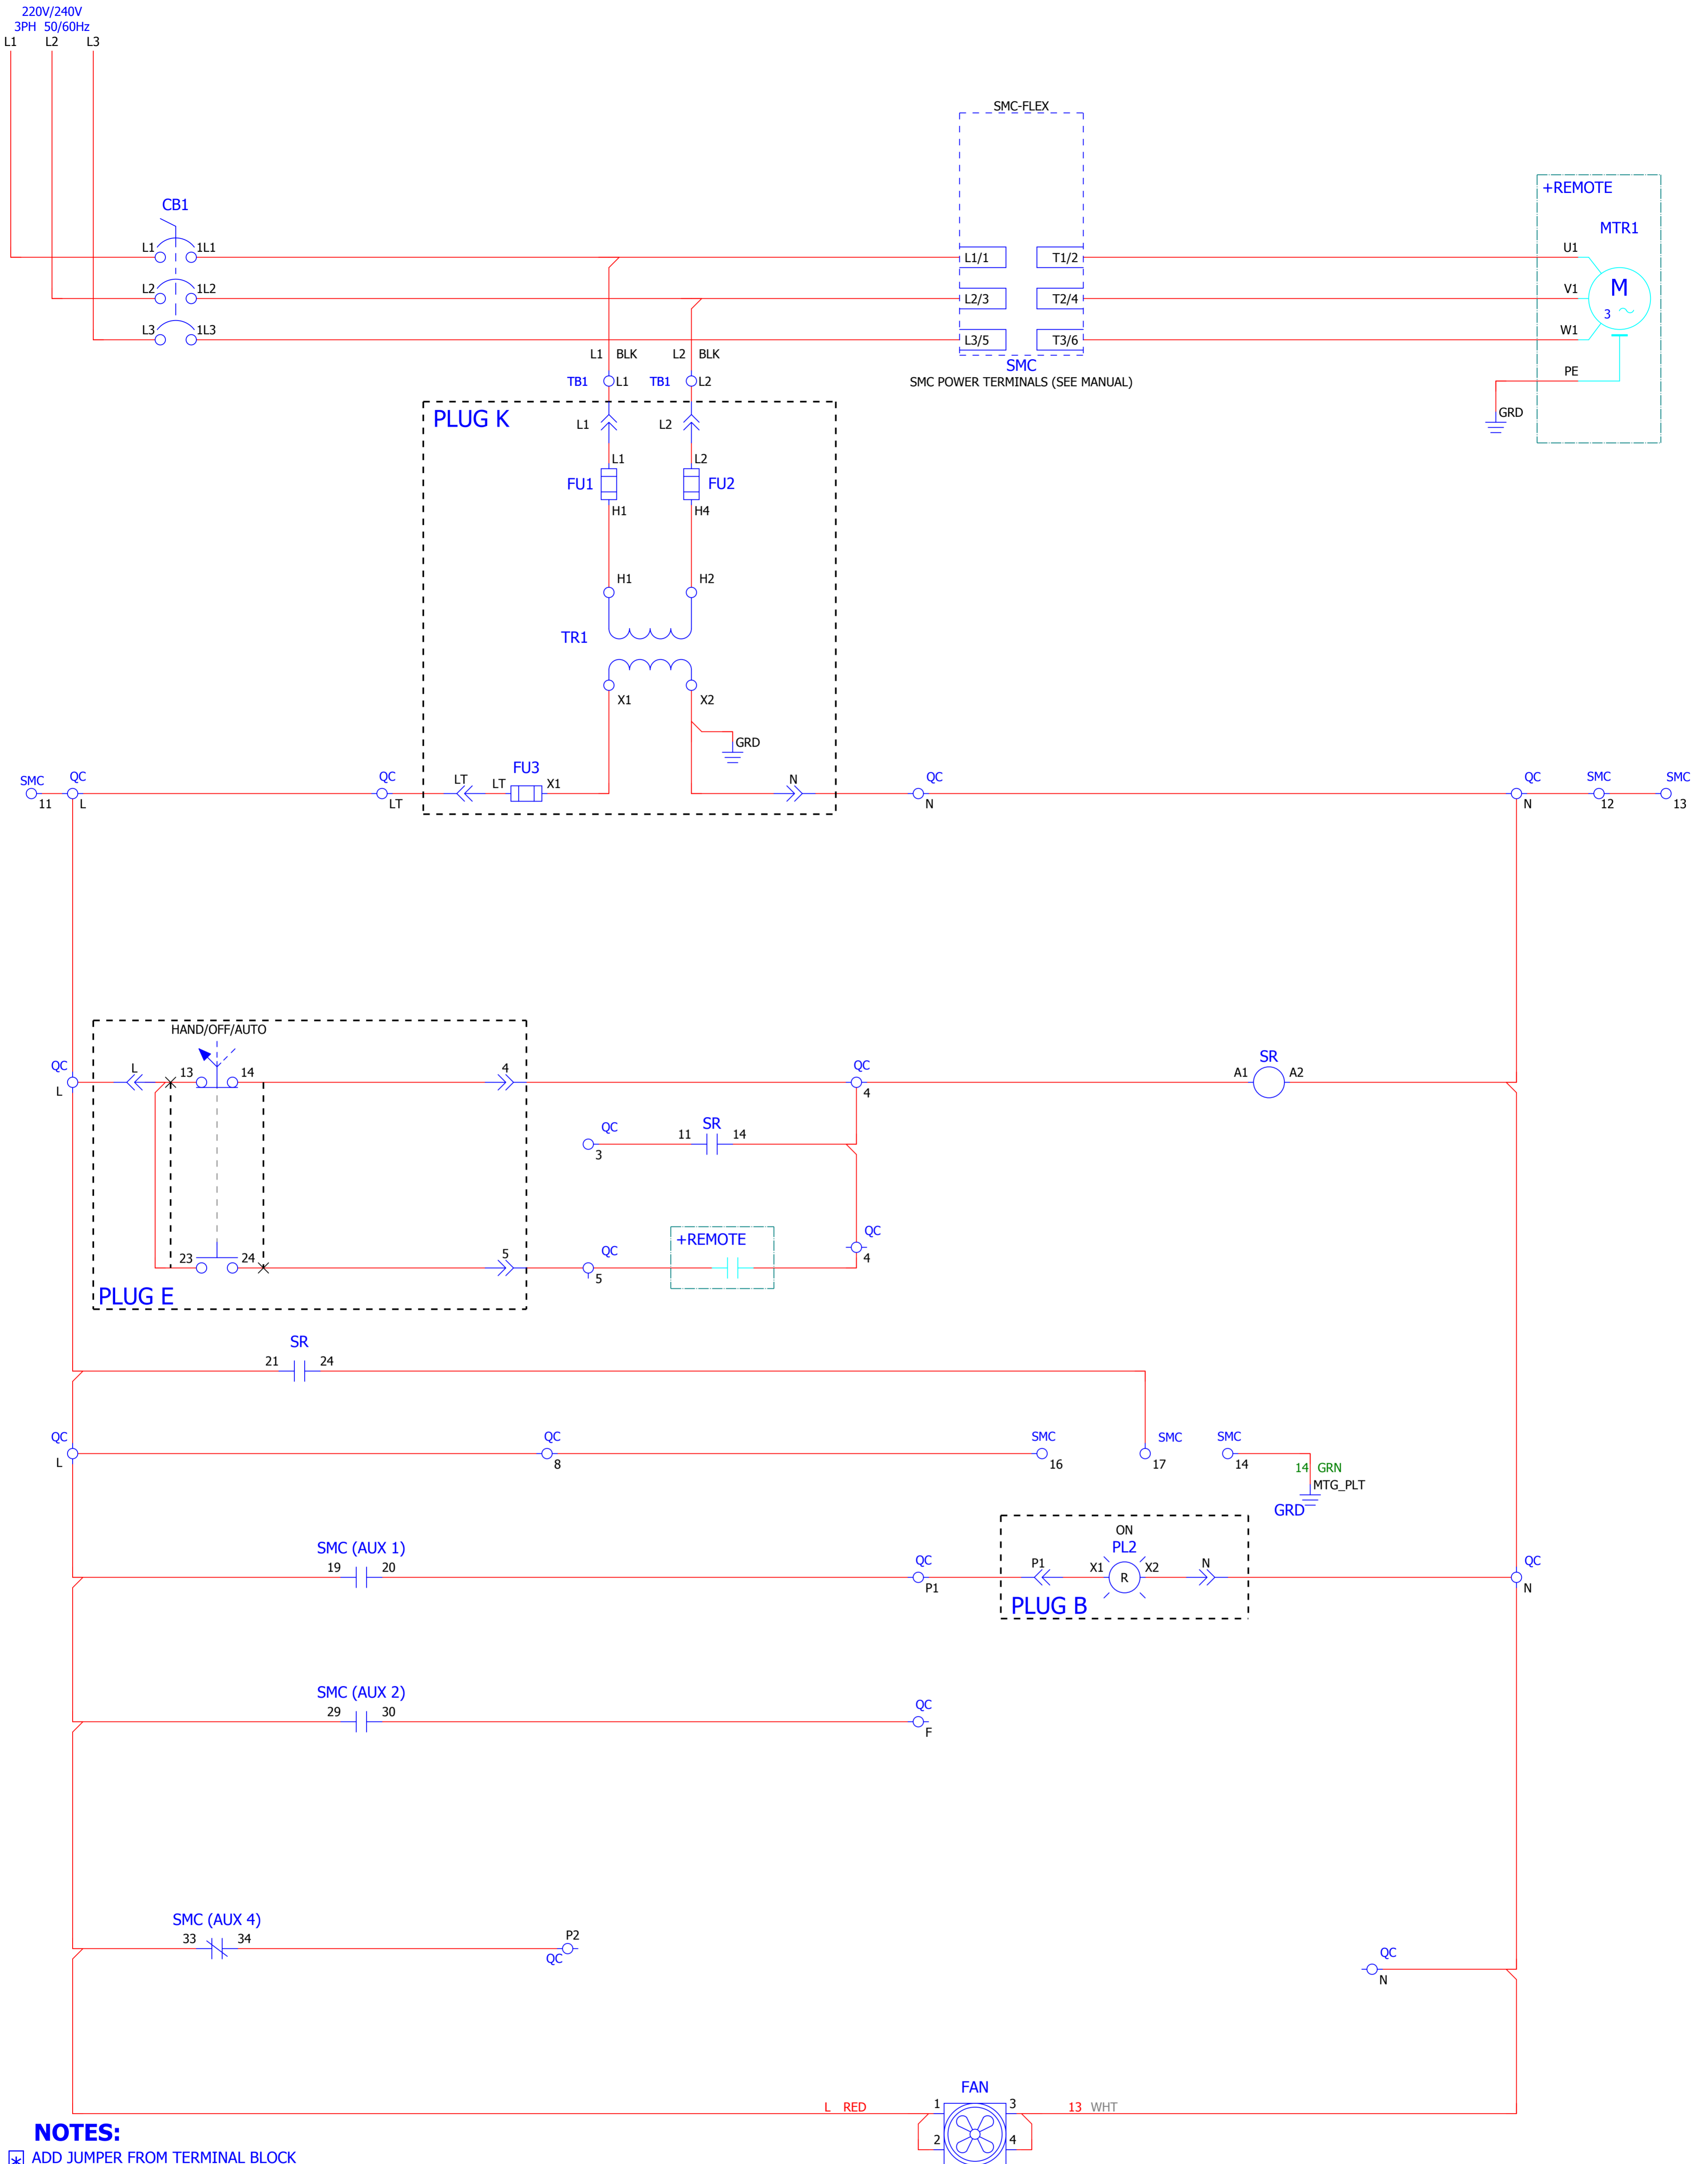 220V/240V
3PH 50/60Hz
L1 L2 L3
SMC-FLEX
+REMOTE
CB1
MTR1
L1 1L1
L1/1 T1/2
U1
L2 1L2
L2/3 T2/4
V1
M
3
L3 1L3
L3/5 T3/6
W1
L1 BLK L2 BLK
SMC
PE
TB1 L1 TB1 L2
SMC POWER TERMINALS (SEE MANUAL)
PLUG K
L1 L2
GRD
L1 L2
FU1 FU2
H1 H4
H1 H2
TR1
X1 X2
GRD
SMC QC QC LT LT FU3 X1 N QC QC SMC SMC
11 L LT N N 12 13
HAND/OFF/AUTO
QC L 13 14 4 QC SR
L 4 A1 A2
QC 11 SR 14
3
QC
4
+REMOTE
23 24 5 QC
5
PLUG E
SR
21 24
QC QC SMC SMC SMC
L 8 16 17 14
14 GRN
MTG_PLT
GRD
ON
SMC (AUX 1) PL2
19 20 QC P1 X1 X2 N QC
P1 R N
PLUG B
SMC (AUX 2)
29 30 QC
F
SMC (AUX 4)
33 34 P2
QC
QC
N
FAN
L RED 1 3 13 WHT
2 4
NOTES:
* ADD JUMPER FROM TERMINAL BLOCK